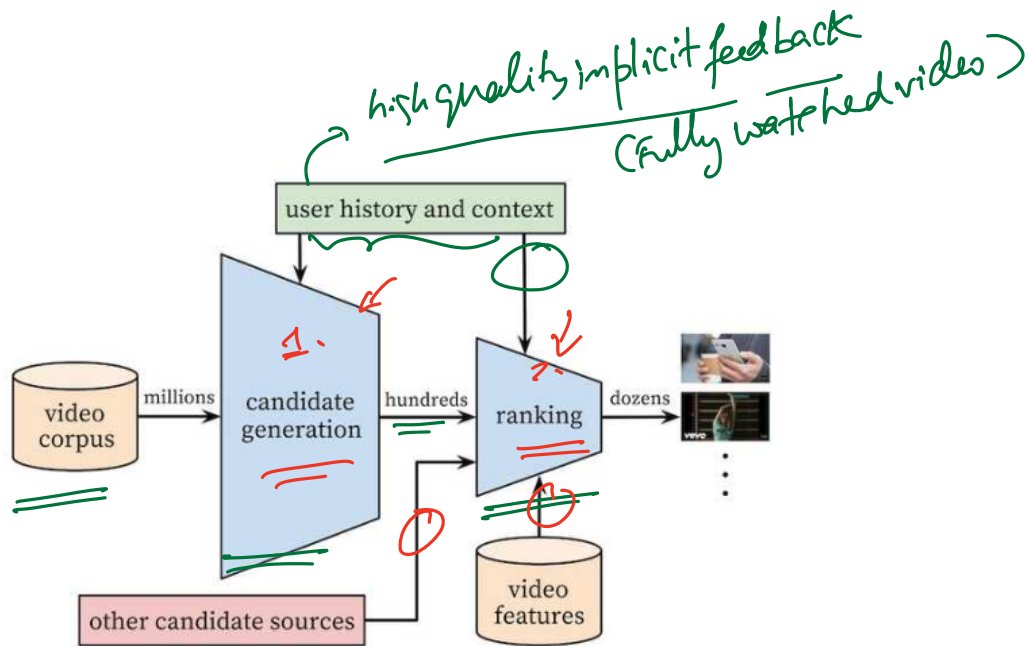 high quality implicit feedback
(Fully watched video)
user history and context
1.
2.
video
corpus
millions
candidate
generation
hundreds
ranking
dozens
vevo
other candidate sources
video
features